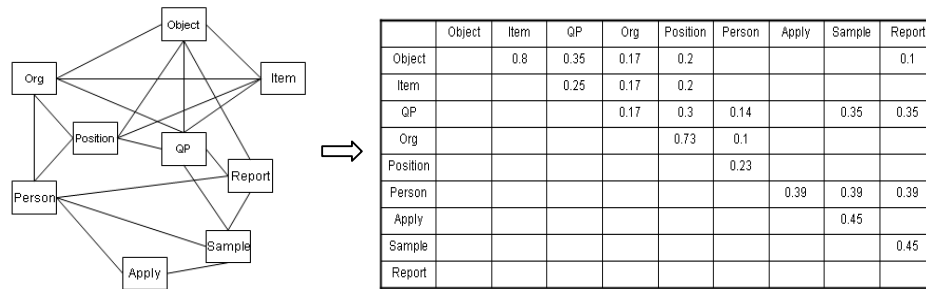 Object
Org
Item
Position
QP
Report
Person
Sample
Apply
Object Item QP Org Position Person Apply Sample Report
Object 0.8 0.35 0.17 0.2 0.1
Item 0.25 0.17 0.2
QP 0.17 0.3 0.14 0.35 0.35
Org 0.73 0.1
Position 0.23
Person 0.39 0.39 0.39
Apply 0.45
Sample 0.45
Report